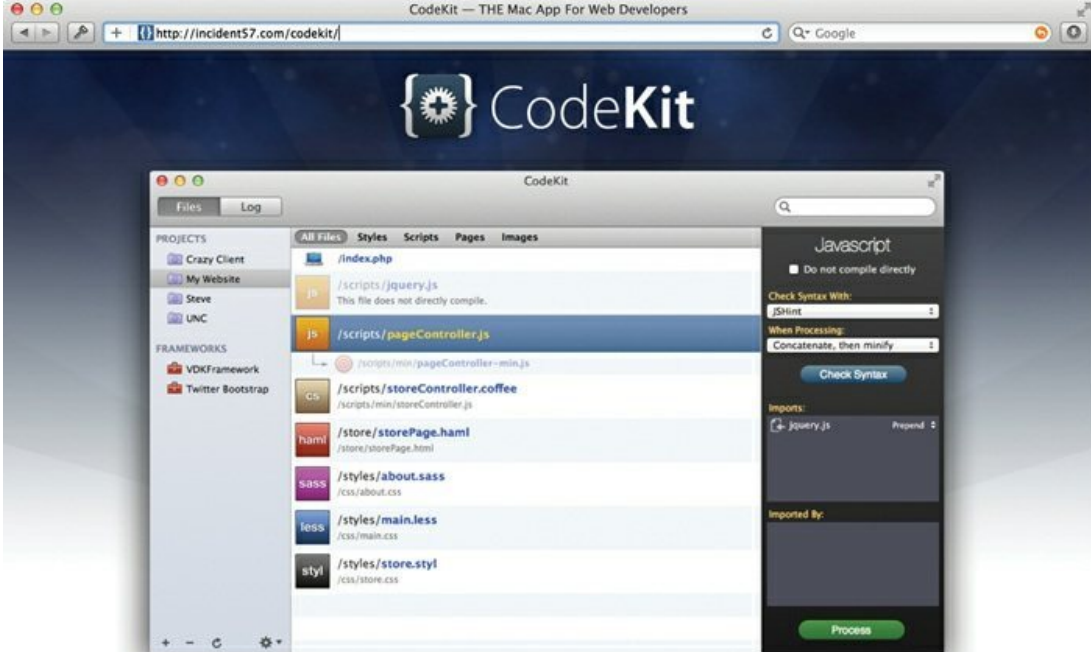 CodeKit — THE Mac App For Web Developers
+ {} http://incident57.com/codekit/
Google
{ } CodeKit
CodeKit
Files Log
PROJECTS
Crazy Client
My Website
Steve
UNC
FRAMEWORKS
VDKFramework
Twitter Bootstrap
All Files Styles Scripts Pages Images
/index.php
js
/scripts/jquery.js
This file does not directly compile.
js
/scripts/pageController.js
/scripts/min/pageController-min.js
cs
/scripts/storeController.coffee
/scripts/min/storeController.js
haml
/store/storePage.haml
/store/storePage.html
sass
/styles/about.sass
/css/about.css
less
/styles/main.less
/css/main.css
styl
/styles/store.styl
/css/store.css
Javascript
Do not compile directly
Check Syntax With:
JSHint
When Processing:
Concatenate, then minify
Check Syntax
Imports:
jquery.js Prepend
Imported By:
Process